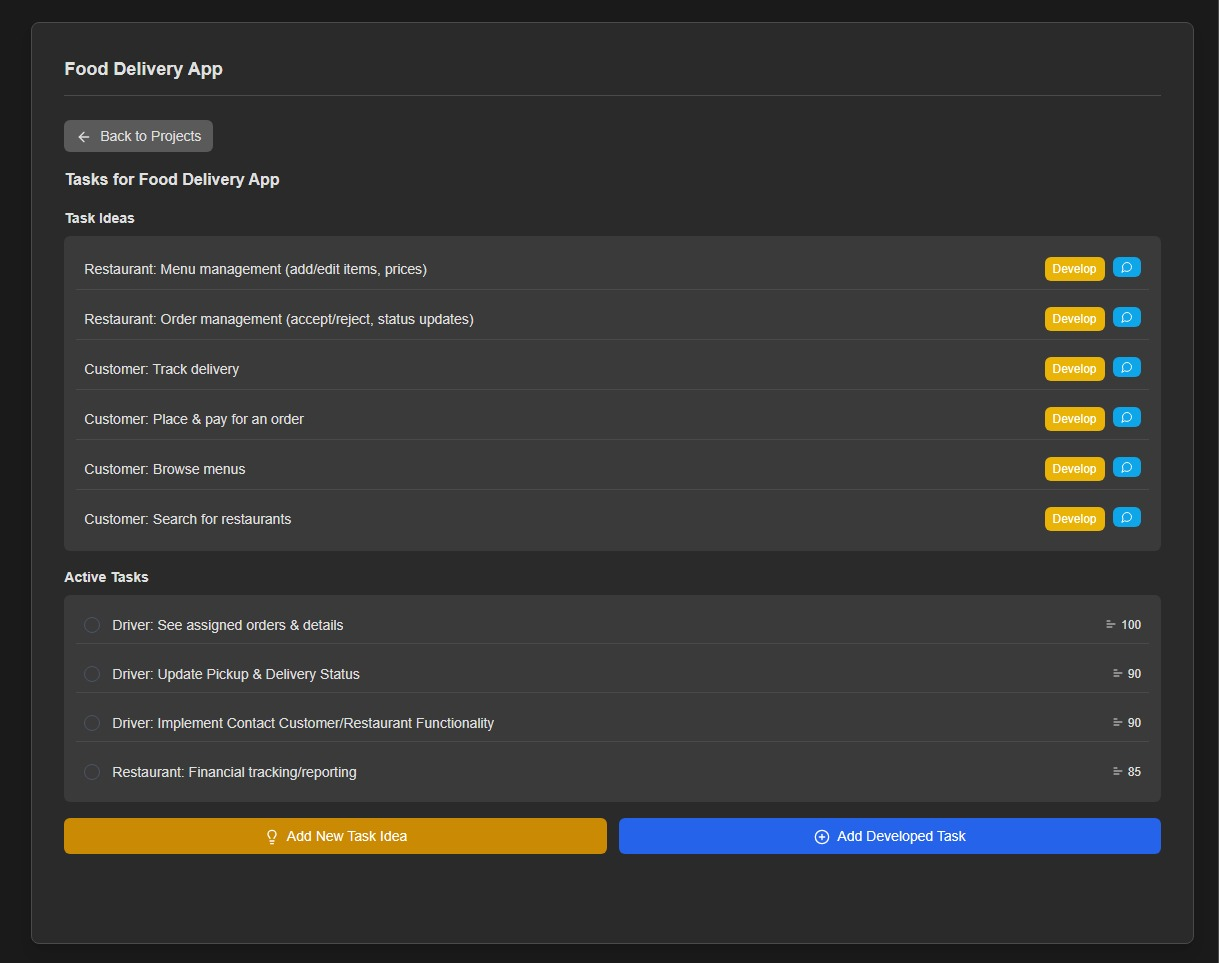 Food Delivery App
Back to Projects
Tasks for Food Delivery App
Task Ideas
Restaurant: Menu management (add/edit items, prices) Develop
Restaurant: Order management (accept/reject, status updates) Develop
Customer: Track delivery Develop
Customer: Place & pay for an order Develop
Customer: Browse menus Develop
Customer: Search for restaurants Develop
Active Tasks
Driver: See assigned orders & details 100
Driver: Update Pickup & Delivery Status 90
Driver: Implement Contact Customer/Restaurant Functionality 90
Restaurant: Financial tracking/reporting 85
Add New Task Idea Add Developed Task